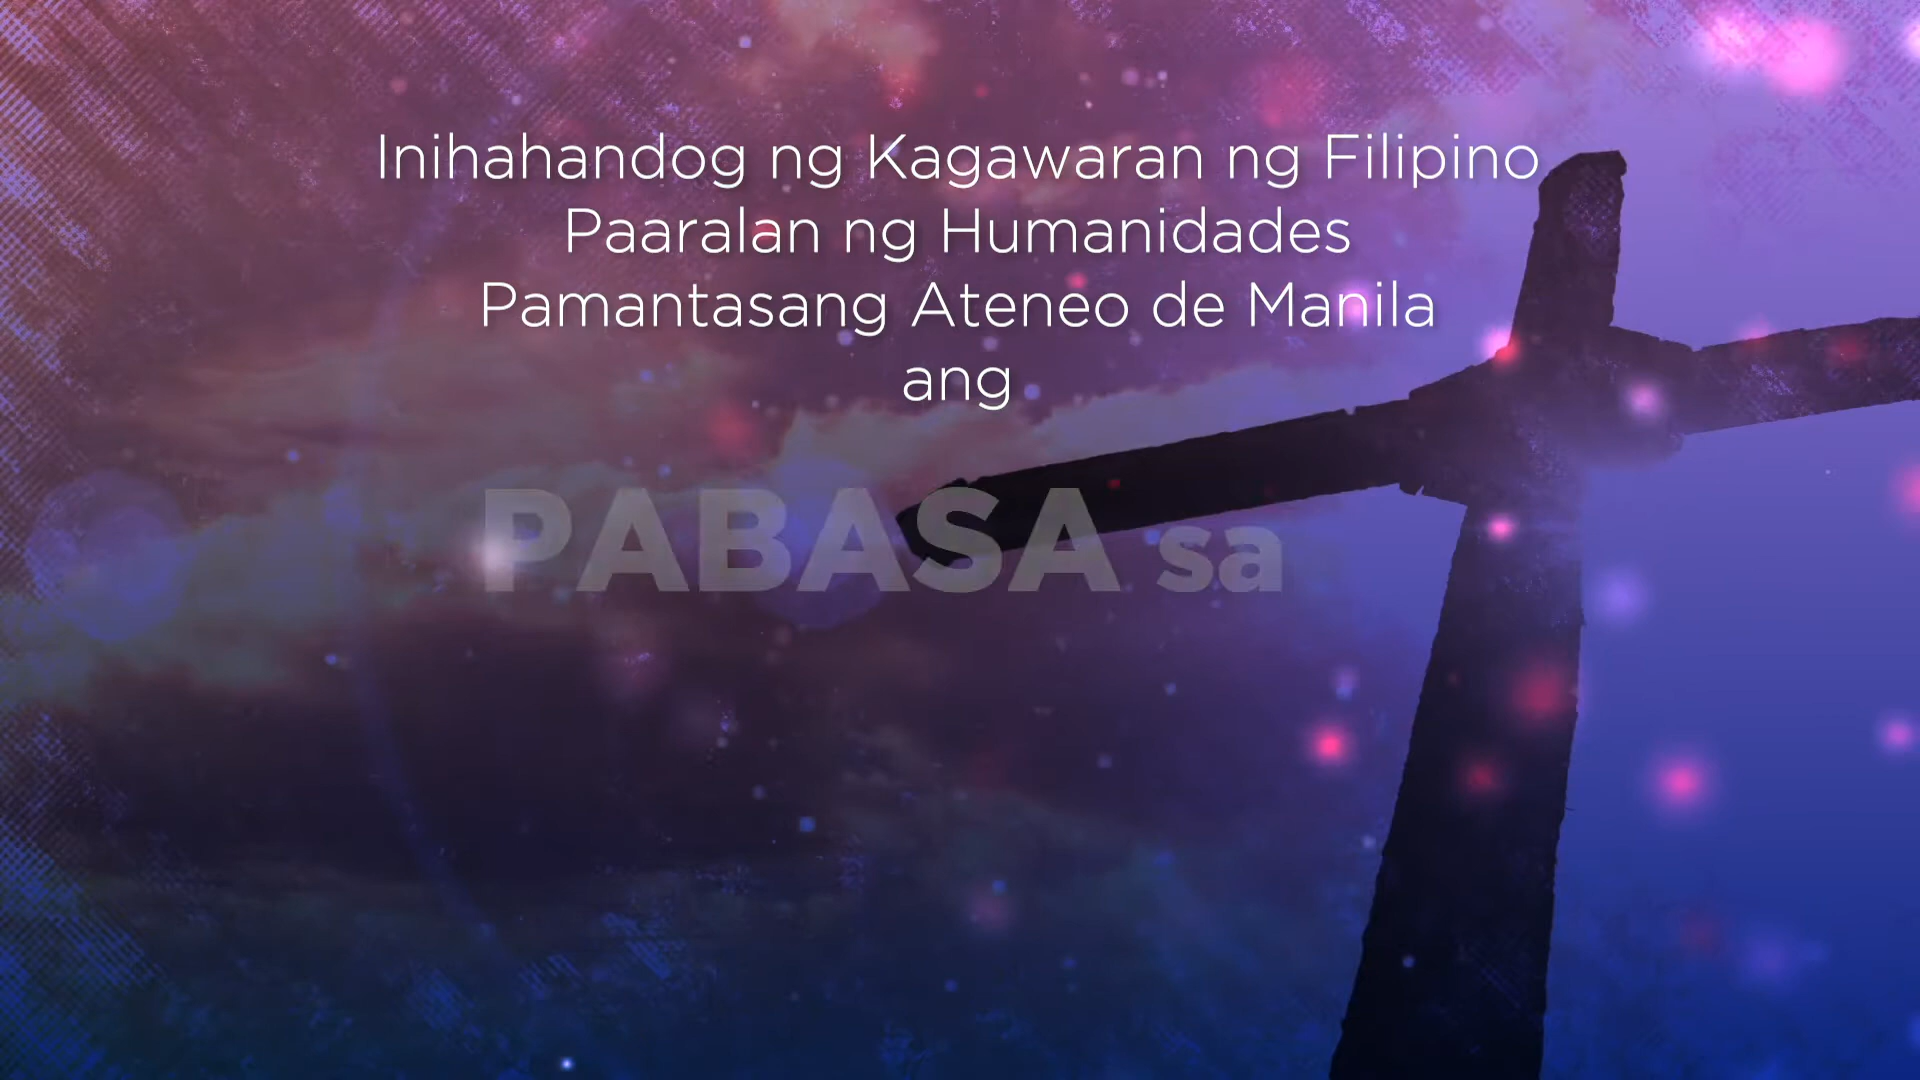 Inihahandog ng Kagawaran ng Filipino
Paaralan ng Humanidades
Pamantasang Ateneo de Manila
ang
PABASA sa